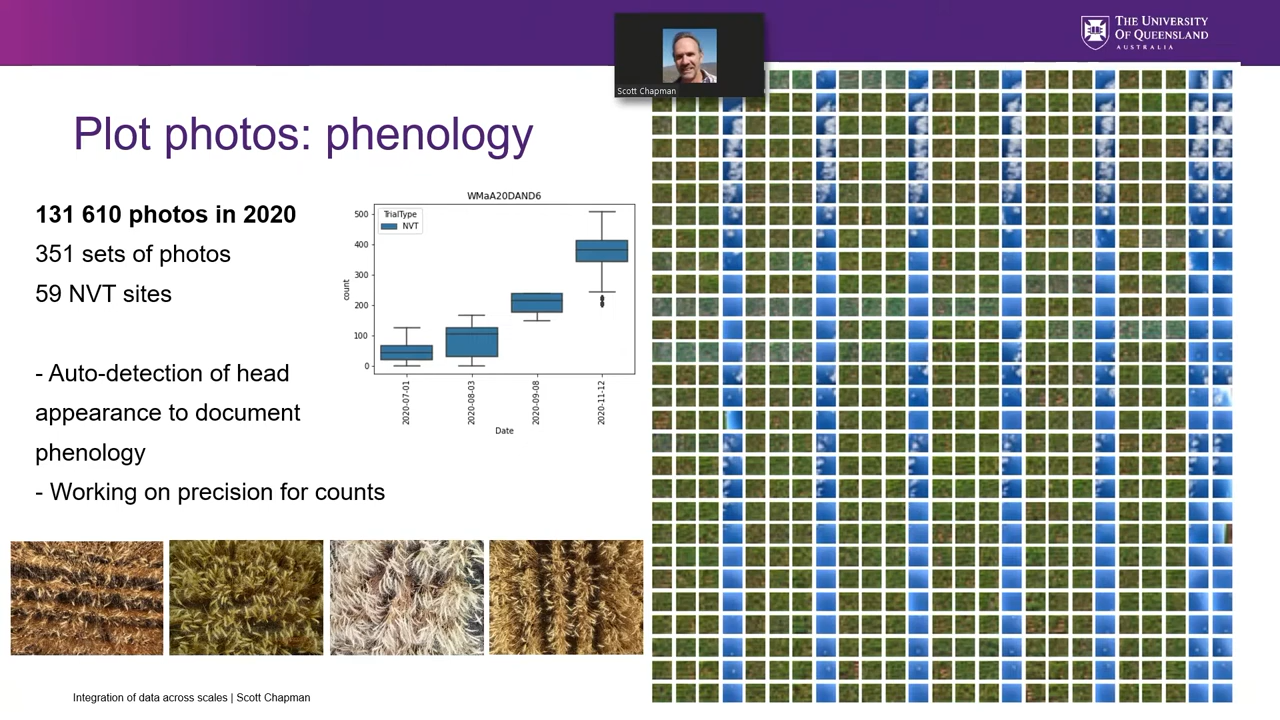 THE UNIVERSITY
OF QUEENSLAND
AUSTRALIA
Scott Chapman
Plot photos: phenology
131 610 photos in 2020
351 sets of photos
59 NVT sites
- Auto-detection of head
appearance to document
phenology
- Working on precision for counts
WMaA20DAND6
TrialType
NVT
count
500
400
300
200
100
0
2020-07-01
2020-08-03
2020-09-08
2020-11-12
Date
Integration of data across scales | Scott Chapman